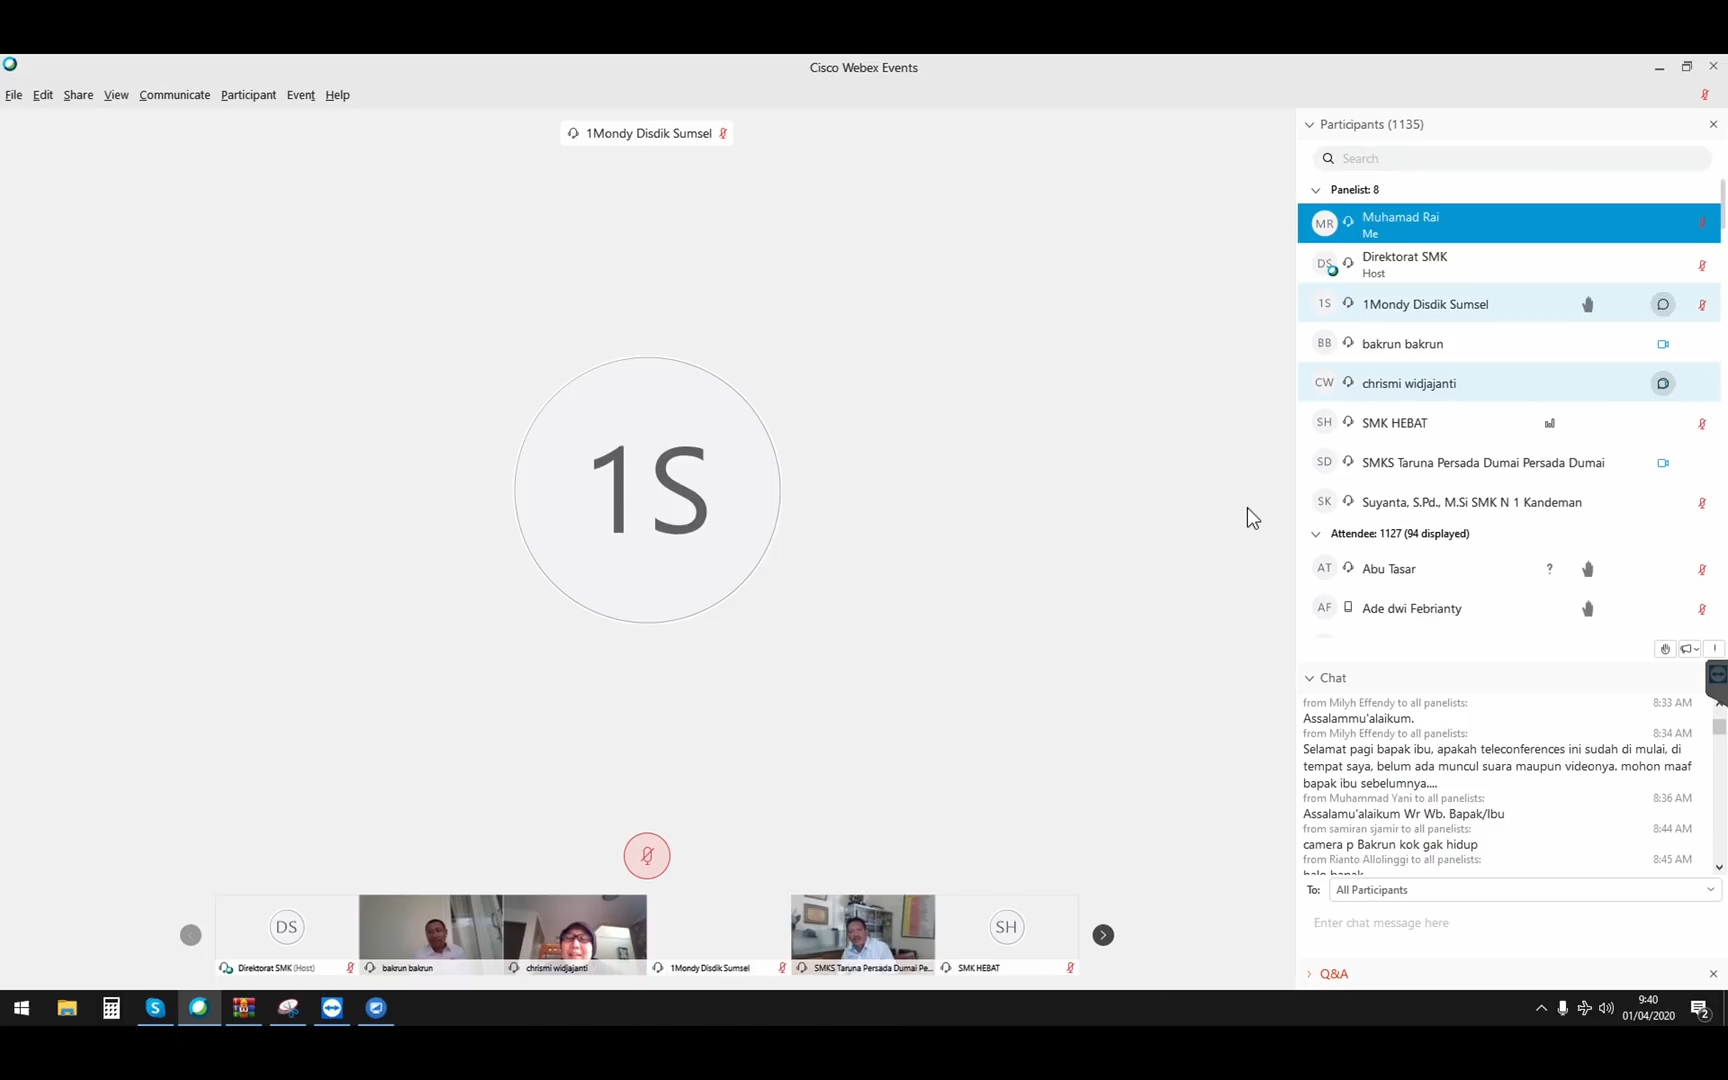 Cisco Webex Events
File Edit Share View Communicate Participant Event Help
1Mondy Disdik Sumsel
1S
Participants (1135)
Search
Panelist: 8
MR Muhamad Rai
Me
DS Direktorat SMK
Host
1S 1Mondy Disdik Sumsel
BB bakrun bakrun
CW chrismi widjajanti
SH SMK HEBAT
SD SMKS Taruna Persada Dumai Persada Dumai
SK Suyanta, S.Pd., M.Si SMK N 1 Kandeman
Attendee: 1127 (94 displayed)
AT Abu Tasar ?
AF Ade dwi Febrianty
Chat
from Milyh Effendy to all panelists: 8:33 AM
Assalammu'alaikum.
from Milyh Effendy to all panelists: 8:34 AM
Selamat pagi bapak ibu, apakah teleconferences ini sudah di mulai, di
tempat saya, belum ada muncul suara maupun videonya. mohon maaf
bapak ibu sebelumnya....
from Muhammad Yani to all panelists: 8:36 AM
Assalamu'alaikum Wr Wb. Bapak/Ibu
from samiran sjamir to all panelists: 8:44 AM
camera p Bakrun kok gak hidup
from Rianto Allolinggi to all panelists: 8:45 AM
To: All Participants
Enter chat message here
Q&A
DS
SH
Direktorat SMK (Host)
bakrun bakrun
chrismi widjajanti
1Mondy Disdik Sumsel
SMKS Taruna Persada Dumai Pe...
SMK HEBAT
9:40
01/04/2020
2